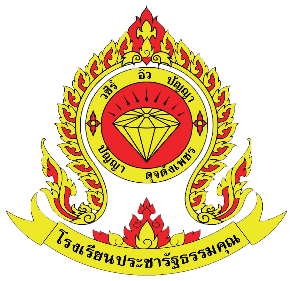 วชิรํ อิว ปัญญา
ปัญญา ดุจดังเพชร
โรงเรียนประชารัฐธรรมคุณ